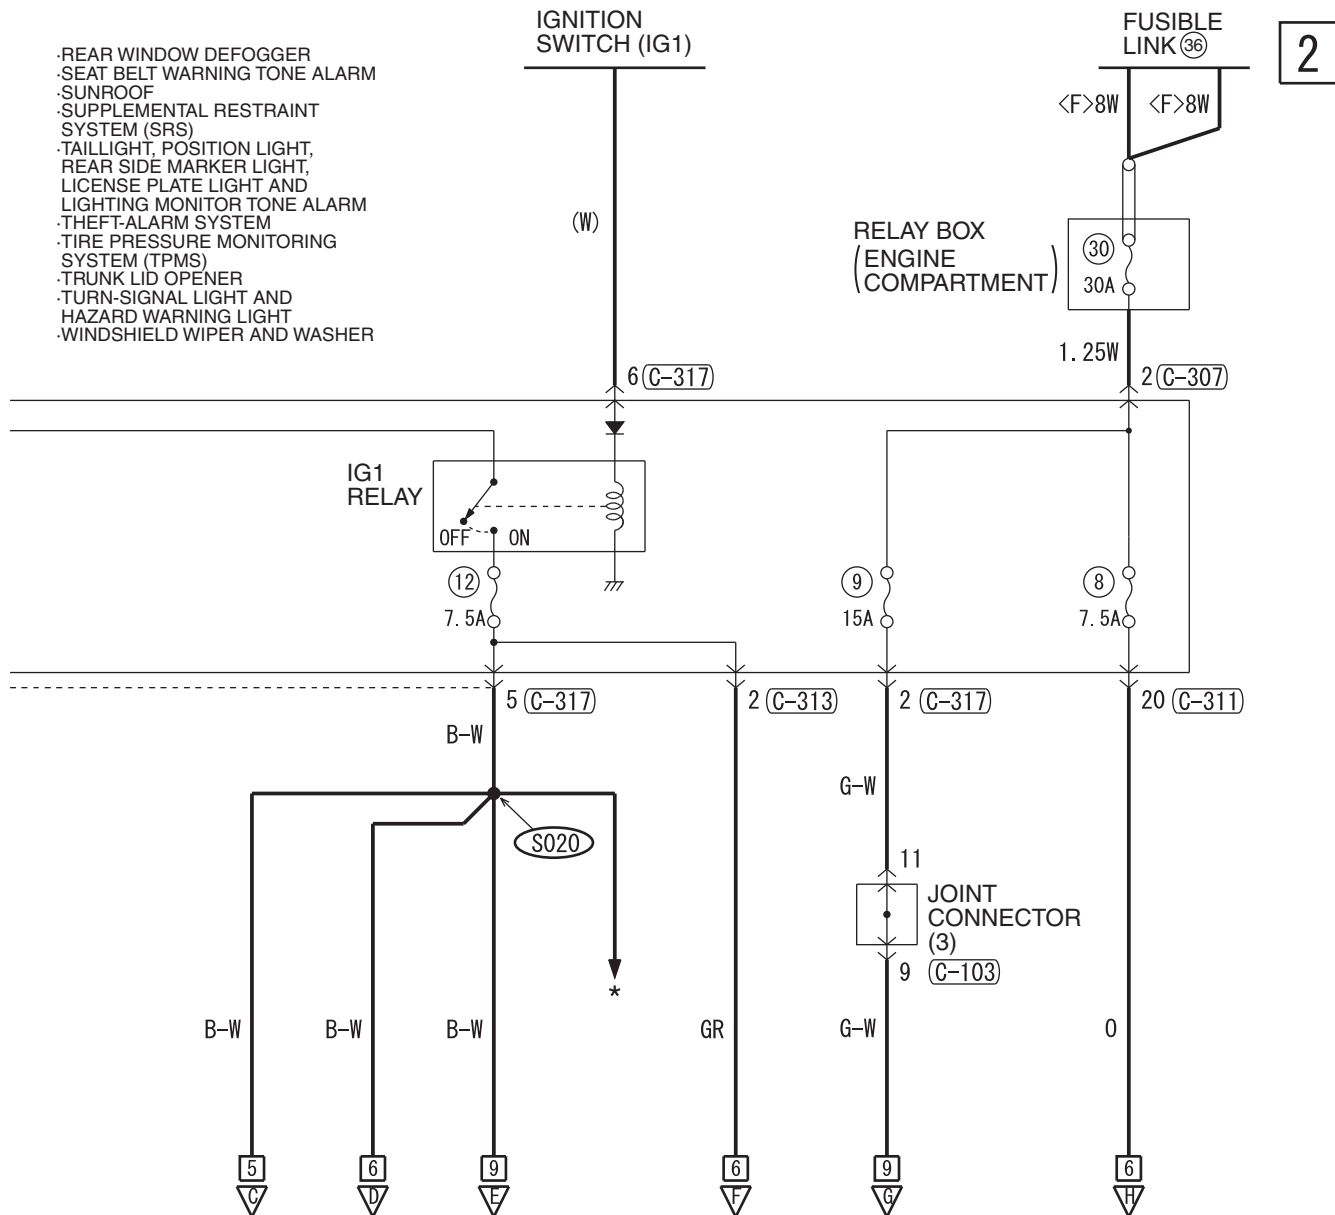 IGNITION
SWITCH (IG1)
FUSIBLE
LINK 36
2
·REAR WINDOW DEFOGGER
·SEAT BELT WARNING TONE ALARM
·SUNROOF
·SUPPLEMENTAL RESTRAINT
SYSTEM (SRS)
·TAILLIGHT, POSITION LIGHT,
REAR SIDE MARKER LIGHT,
LICENSE PLATE LIGHT AND
LIGHTING MONITOR TONE ALARM
·THEFT-ALARM SYSTEM
·TIRE PRESSURE MONITORING
SYSTEM (TPMS)
·TRUNK LID OPENER
·TURN-SIGNAL LIGHT AND
HAZARD WARNING LIGHT
·WINDSHIELD WIPER AND WASHER
<F>8W <F>8W
(W)
RELAY BOX
(ENGINE
COMPARTMENT)
30
30A
1.25W
6 (C-317)
2 (C-307)
IG1
RELAY
OFF ON
12
7.5A
9
15A
8
7.5A
5 (C-317)
2 (C-313)
2 (C-317)
20 (C-311)
B-W
G-W
S020
11
JOINT
CONNECTOR
(3)
9 (C-103)
*
B-W B-W B-W GR G-W O
5 6 9 6 9 6
C D E F G H